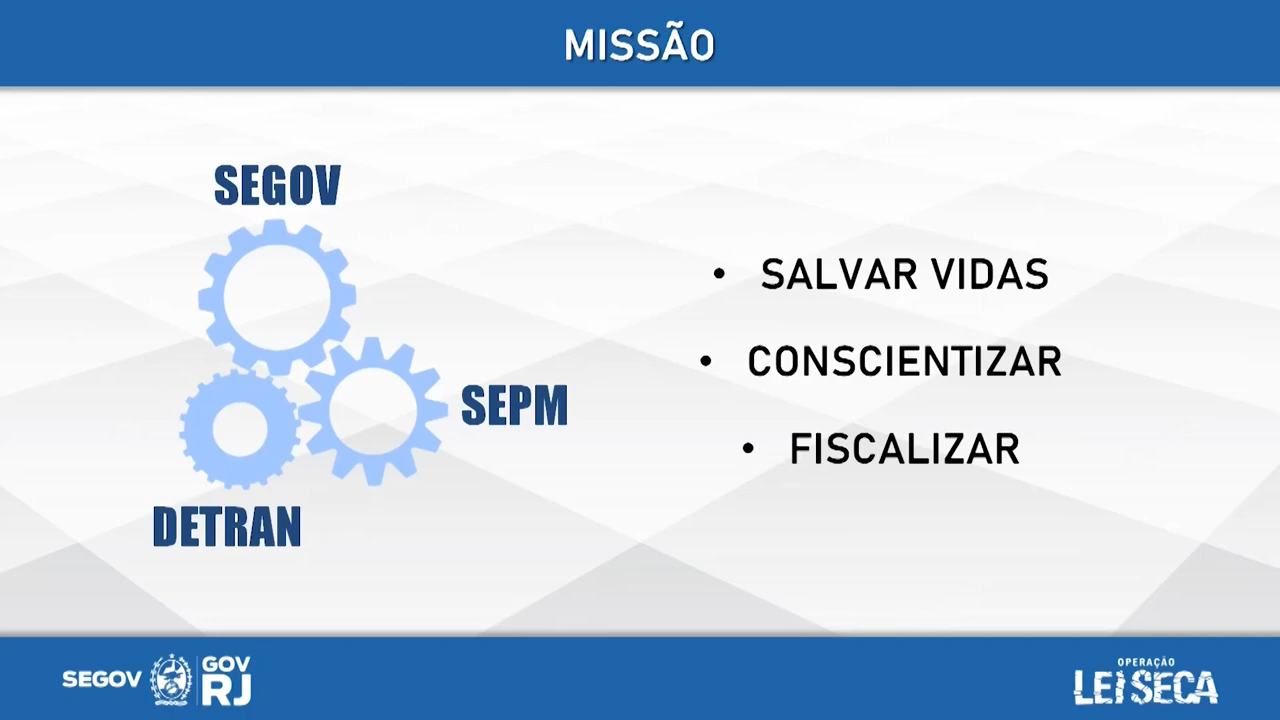 MISSÃO
SEGOV
SEPM
DETRAN
• SALVAR VIDAS
• CONSCIENTIZAR
• FISCALIZAR
SEGOV
GOV
RJ
OPERAÇÃO
LEI SECA